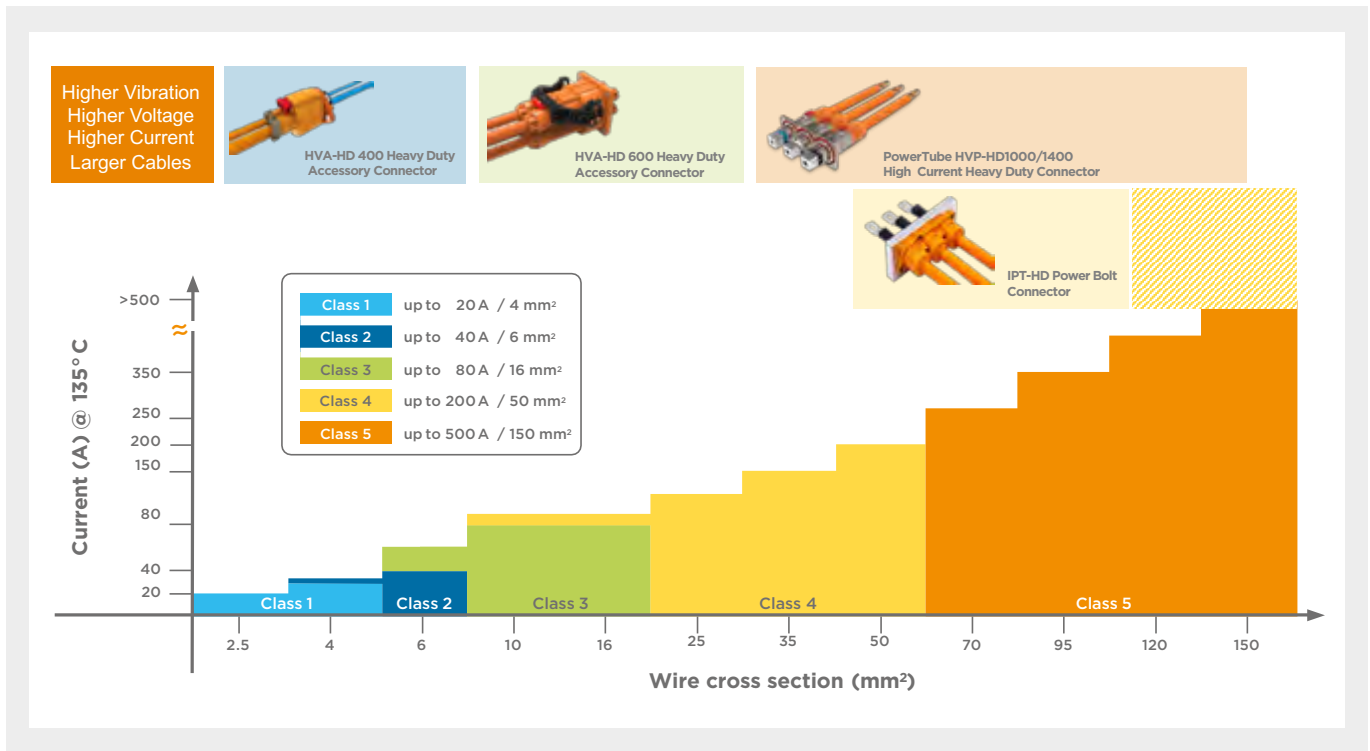 Higher Vibration
Higher Voltage
Higher Current
Larger Cables
HVA-HD 400 Heavy Duty
Accessory Connector
HVA-HD 600 Heavy Duty
Accessory Connector
PowerTube HVP-HD1000/1400
High Current Heavy Duty Connector
IPT-HD Power Bolt
Connector
Current (A) @ 135° C
>500
≈
350
250
200
150
80
40
20
Class 1 up to 20 A / 4 mm²
Class 2 up to 40 A / 6 mm²
Class 3 up to 80 A / 16 mm²
Class 4 up to 200 A / 50 mm²
Class 5 up to 500 A / 150 mm²
Class 1 Class 2 Class 3 Class 4 Class 5
2.5 4 6 10 16 25 35 50 70 95 120 150
Wire cross section (mm²)